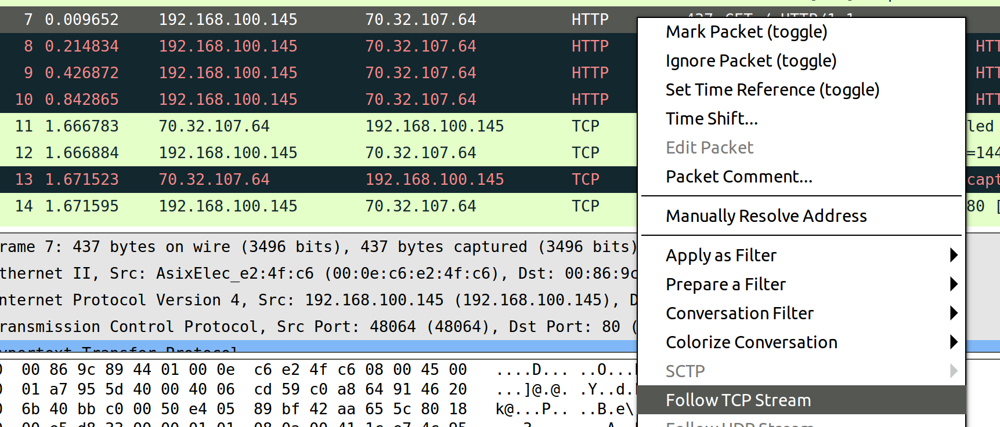 7 0.009652 192.168.100.145 70.32.107.64 HTTP 437 GET / HTTP/1.1
8 0.214834 192.168.100.145 70.32.107.64 HTTP HTT
9 0.426872 192.168.100.145 70.32.107.64 HTTP HTT
10 0.842865 192.168.100.145 70.32.107.64 HTTP HTT
11 1.666783 70.32.107.64 192.168.100.145 TCP led
12 1.666884 192.168.100.145 70.32.107.64 TCP =144
13 1.671523 70.32.107.64 192.168.100.145 TCP capt
14 1.671595 192.168.100.145 70.32.107.64 TCP 80 [
Mark Packet (toggle)
Ignore Packet (toggle)
Set Time Reference (toggle)
Time Shift...
Edit Packet
Packet Comment...
Manually Resolve Address
Apply as Filter
Prepare a Filter
Conversation Filter
Colorize Conversation
SCTP
Follow TCP Stream
Follow UDP Stream
rame 7: 437 bytes on wire (3496 bits), 437 bytes captured (3496 bits)
thernet II, Src: AsixElec_e2:4f:c6 (00:0e:c6:e2:4f:c6), Dst: 00:86:9c
nternet Protocol Version 4, Src: 192.168.100.145 (192.168.100.145), D
ransmission Control Protocol, Src Port: 48064 (48064), Dst Port: 80 (
ypertext Transfer Protocol
0 00 86 9c 89 44 01 00 0e c6 e2 4f c6 08 00 45 00 ....D... ..O...
0 01 a7 95 5d 40 00 40 06 cd 59 c0 a8 64 91 46 20 ...]@.@. .Y..d.
0 6b 40 bb c0 00 50 e4 05 89 bf 42 aa 65 5c 80 18 k@...P.. ..B.e\